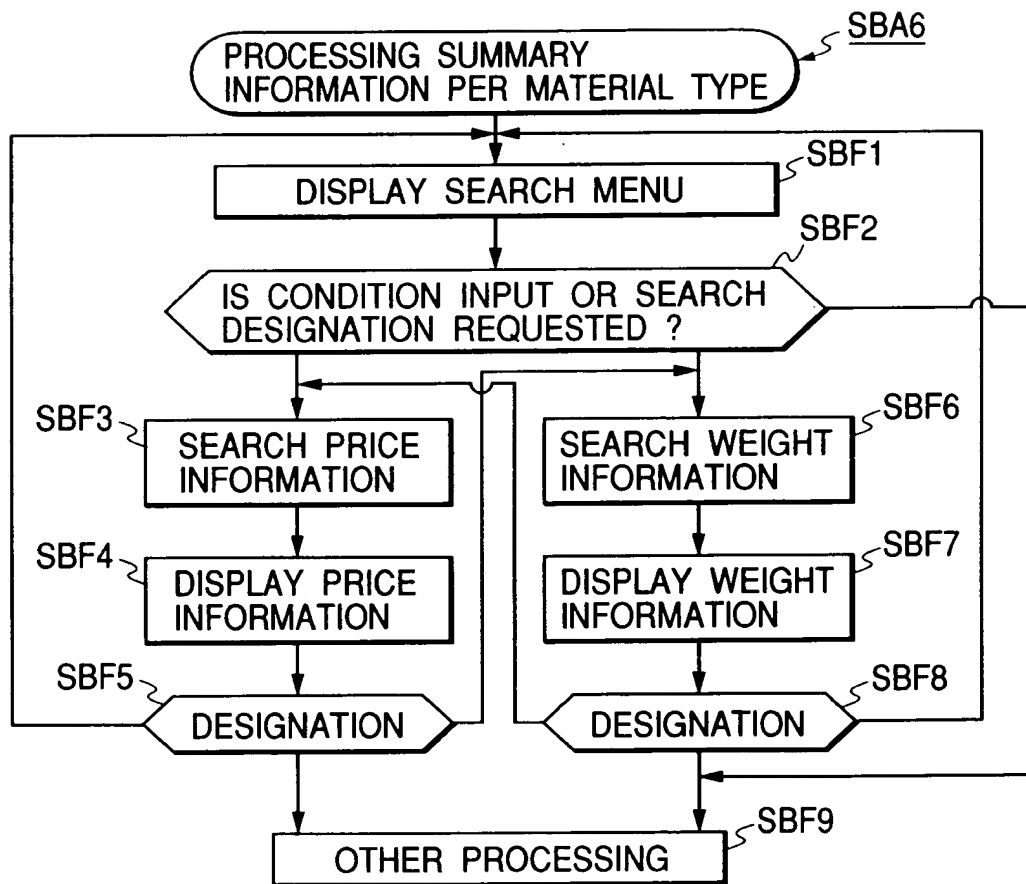 SBA6
PROCESSING SUMMARY
INFORMATION PER MATERIAL TYPE
SBF1
DISPLAY SEARCH MENU
SBF2
IS CONDITION INPUT OR SEARCH
DESIGNATION REQUESTED ?
SBF3
SEARCH PRICE
INFORMATION
SBF4
DISPLAY PRICE
INFORMATION
SBF5
DESIGNATION
SBF6
SEARCH WEIGHT
INFORMATION
SBF7
DISPLAY WEIGHT
INFORMATION
SBF8
DESIGNATION
SBF9
OTHER PROCESSING